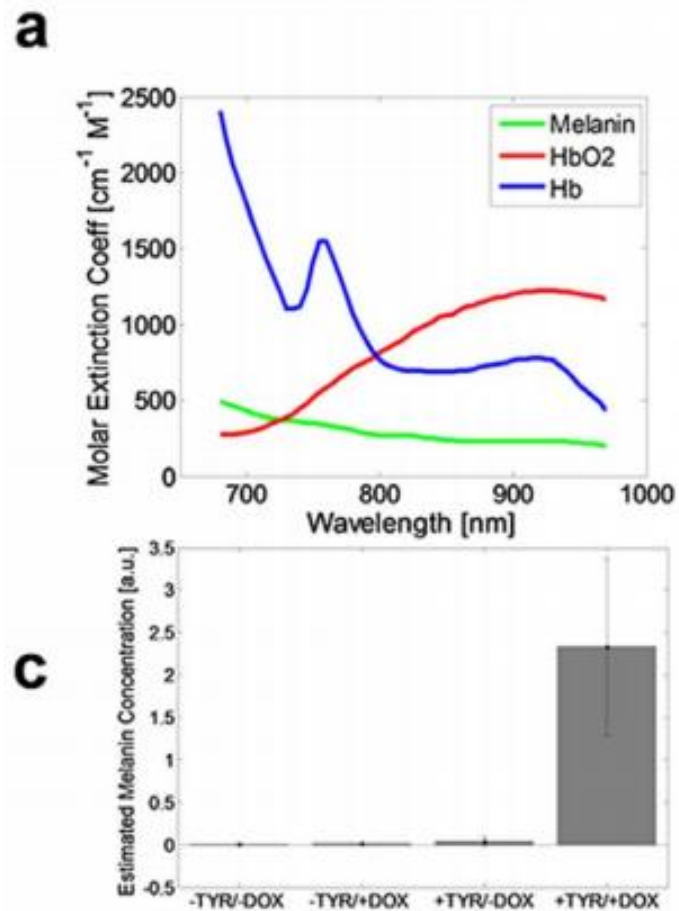 a
Molar Extinction Coeff [cm⁻¹ M⁻¹]
2500
2000
1500
1000
500
0
Melanin
HbO2
Hb
700 800 900 1000
Wavelength [nm]
c
Estimated Melanin Concentration [a.u.]
3.5
3
2.5
2
1.5
1
0.5
0
-0.5
-TYR/-DOX -TYR/+DOX +TYR/-DOX +TYR/+DOX